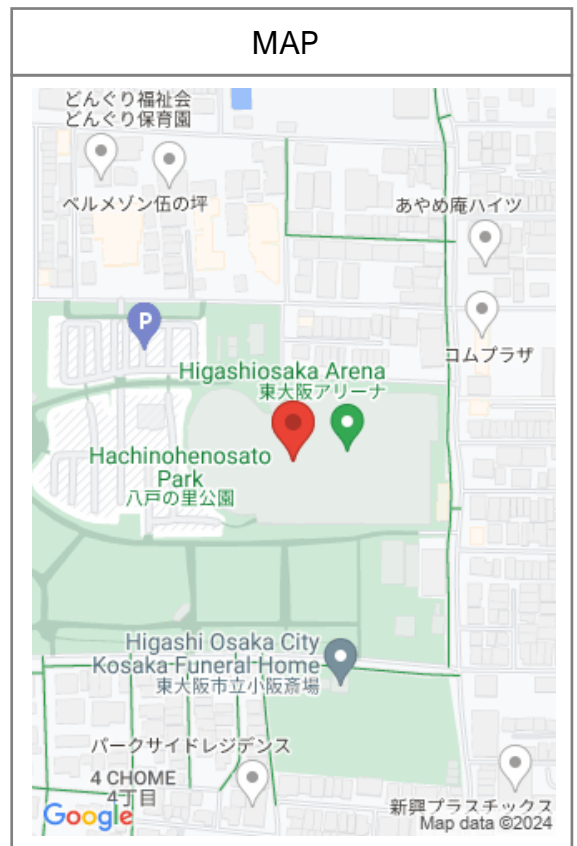 MAP
どんぐり福祉会
どんぐり保育園
ベルメゾン伍の坪
あやめ庵ハイツ
P
コムプラザ
Higashiosaka Arena
東大阪アリーナ
Hachinohenosato
Park
八戸の里公園
Higashi Osaka City
Kosaka Funeral Home
東大阪市立小阪斎場
パークサイドレジデンス
4 CHOME
4丁目
新興プラスチックス
Google
Map data ©2024